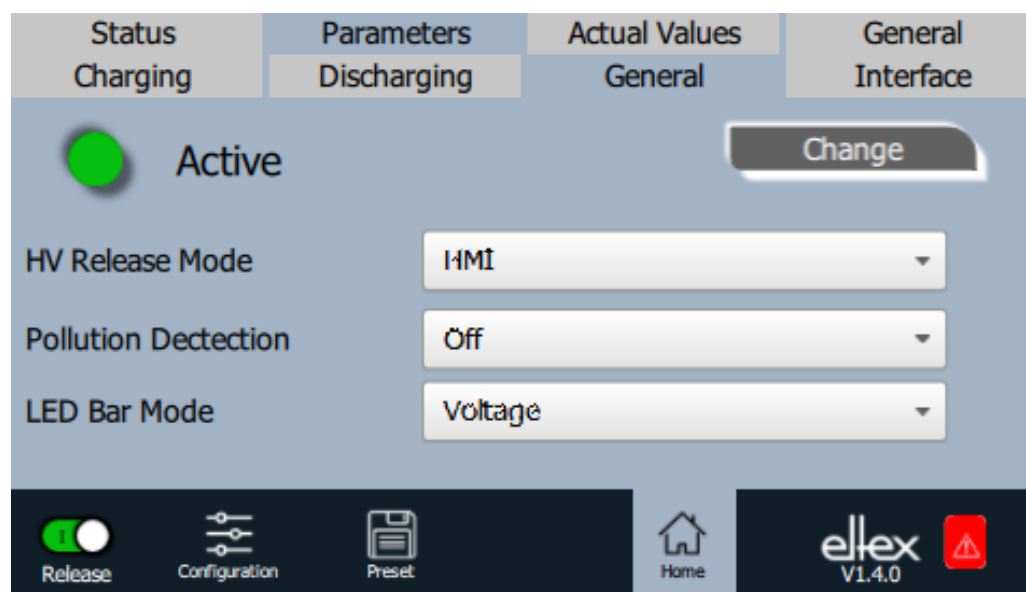 Status Parameters Actual Values General
Charging Discharging General Interface
Active Change
HV Release Mode HMI
Pollution Dectection Off
LED Bar Mode Voltage
I
Release Configuration Preset Home eltex
V1.4.0